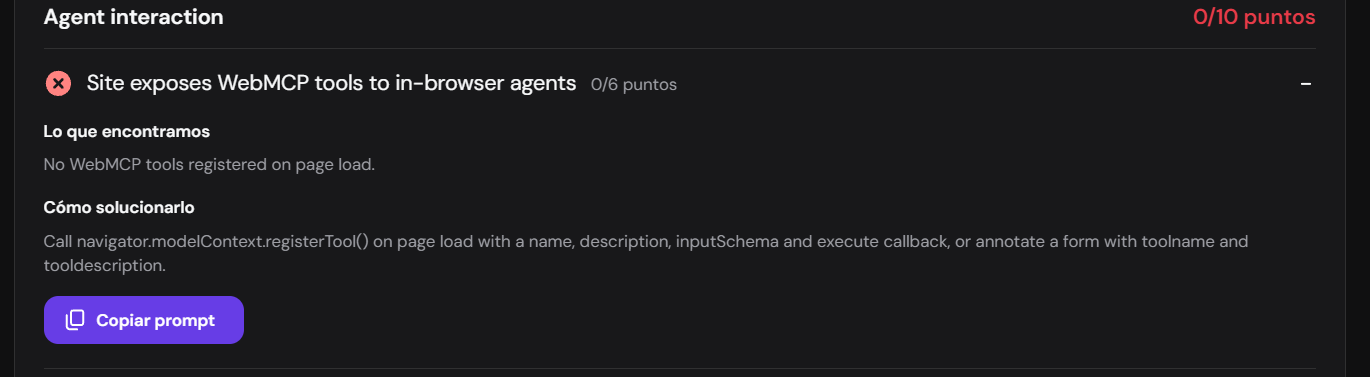 Agent interaction 0/10 puntos
Site exposes WebMCP tools to in-browser agents 0/6 puntos
Lo que encontramos
No WebMCP tools registered on page load.
Cómo solucionarlo
Call navigator.modelContext.registerTool() on page load with a name, description, inputSchema and execute callback, or annotate a form with toolname and
tooldescription.
Copiar prompt